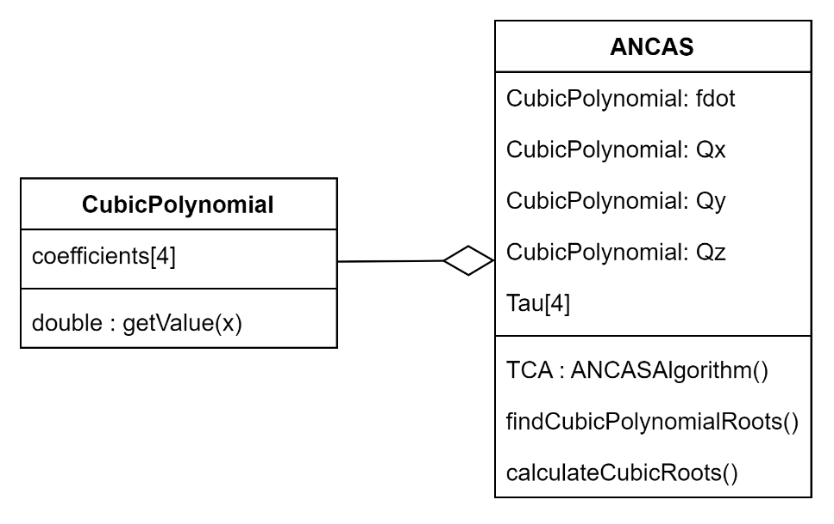 CubicPolynomial
coefficients[4]
double : getValue(x)
ANCAS
CubicPolynomial: fdot
CubicPolynomial: Qx
CubicPolynomial: Qy
CubicPolynomial: Qz
Tau[4]
TCA : ANCASAlgorithm()
findCubicPolynomialRoots()
calculateCubicRoots()